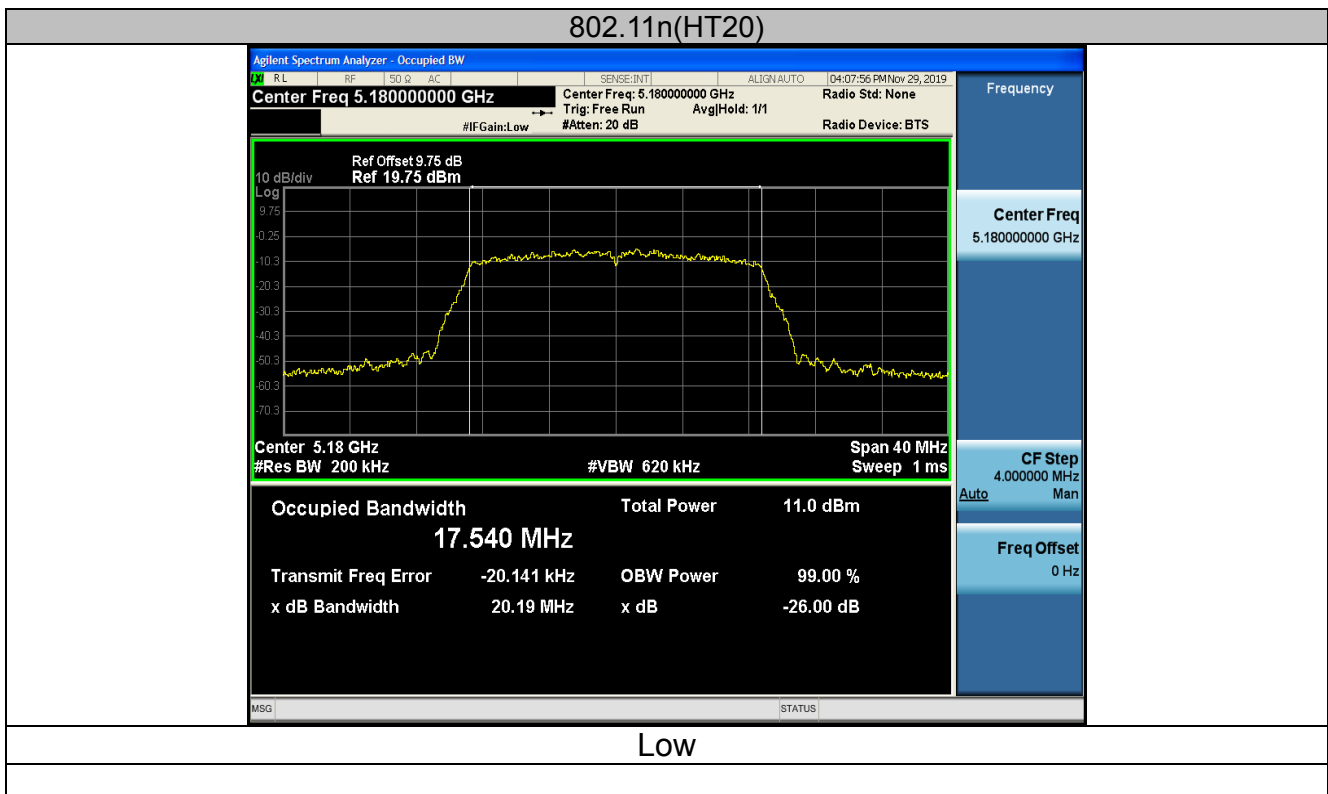 802.11n(HT20)
Agilent Spectrum Analyzer - Occupied BW
LXI RL RF 50 Ω AC SENSE:INT ALIGN AUTO 04:07:56 PM Nov 29, 2019
Center Freq 5.180000000 GHz
Center Freq: 5.180000000 GHz
Radio Std: None
Trig: Free Run Avg|Hold: 1/1
#IFGain:Low #Atten: 20 dB Radio Device: BTS
Frequency
Ref Offset 9.75 dB
10 dB/div Ref 19.75 dBm
Log
9.75
-0.25
-10.3
-20.3
-30.3
-40.3
-50.3
-60.3
-70.3
Center 5.18 GHz Span 40 MHz
#Res BW 200 kHz #VBW 620 kHz Sweep 1 ms
Center Freq
5.180000000 GHz
CF Step
4.000000 MHz
Auto Man
Freq Offset
0 Hz
Occupied Bandwidth Total Power 11.0 dBm
17.540 MHz
Transmit Freq Error -20.141 kHz OBW Power 99.00 %
x dB Bandwidth 20.19 MHz x dB -26.00 dB
MSG STATUS
Low